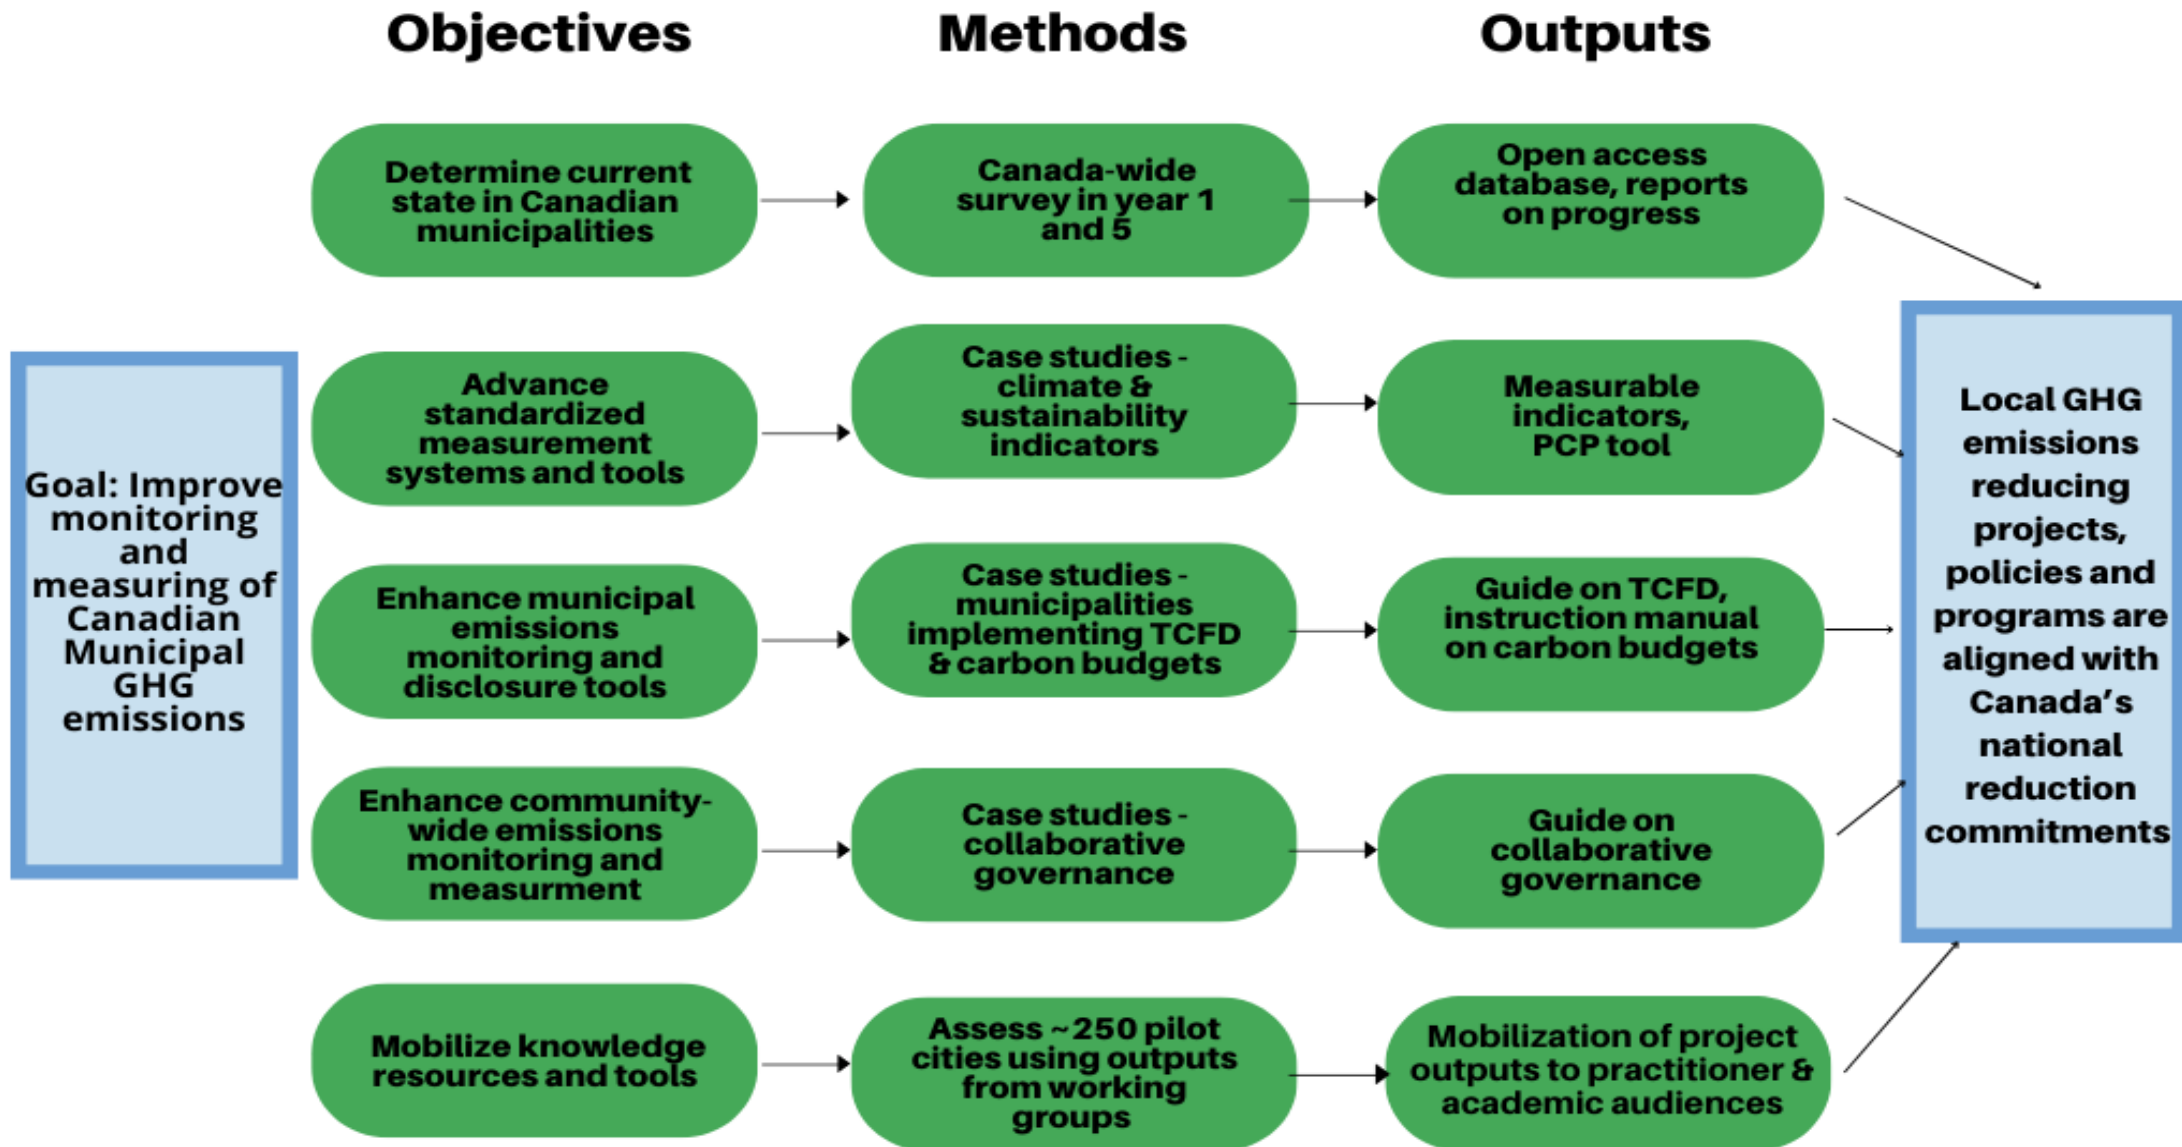 Objectives
Methods
Outputs
Goal: Improve
monitoring
and
measuring of
Canadian
Municipal
GHG
emissions
Determine current
state in Canadian
municipalities
Canada-wide
survey in year 1
and 5
Open access
database, reports
on progress
Advance
standardized
measurement
systems and tools
Case studies -
climate &
sustainability
indicators
Measurable
indicators,
PCP tool
Enhance municipal
emissions
monitoring and
disclosure tools
Case studies -
municipalities
implementing TCFD
& carbon budgets
Guide on TCFD,
instruction manual
on carbon budgets
Enhance community-
wide emissions
monitoring and
measurment
Case studies -
collaborative
governance
Guide on
collaborative
governance
Mobilize knowledge
resources and tools
Assess ~250 pilot
cities using outputs
from working
groups
Mobilization of project
outputs to practitioner &
academic audiences
Local GHG
emissions
reducing
projects,
policies and
programs are
aligned with
Canada's
national
reduction
commitments